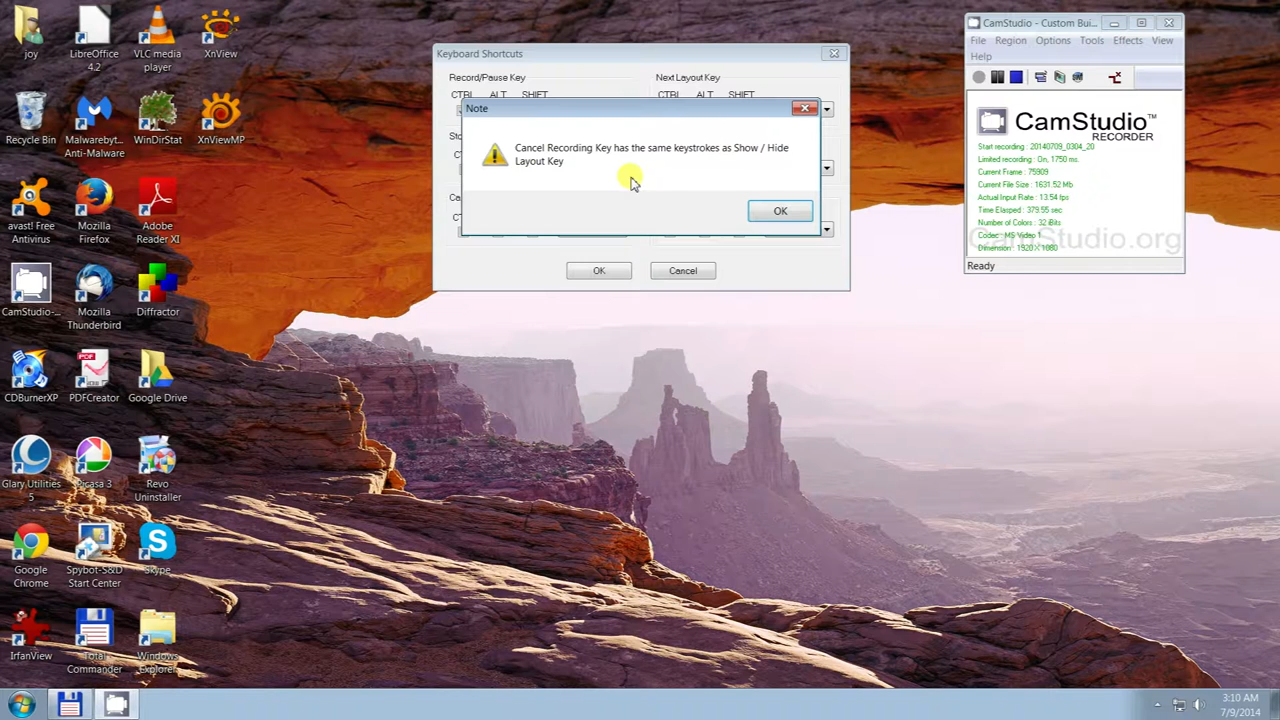 joy
LibreOffice
4.2
VLC media
player
XnView
Recycle Bin
Malwarebyt...
Anti-Malware
WinDirStat
XnViewMP
avast! Free
Antivirus
Mozilla
Firefox
Adobe
Reader XI
CamStudio-...
Mozilla
Thunderbird
Diffractor
CDBurnerXP
PDFCreator
Google Drive
Glary Utilities
5
Picasa 3
Revo
Uninstaller
Google
Chrome
Spybot-S&D
Start Center
Skype
IrfanView
Total
Commander
Windows
Explorer
Keyboard Shortcuts
Record/Pause Key
Next Layout Key
CTRL ALT SHIFT
CTRL ALT SHIFT
Note
Cancel Recording Key has the same keystrokes as Show / Hide
Layout Key
OK
OK
Cancel
CamStudio - Custom Bui...
File Region Options Tools Effects View
Help
CamStudio™
RECORDER
Start recording : 20140709_0304_20
Limited recording : On, 1750 ms.
Current Frame : 75909
Current File Size : 1631.52 Mb
Actual Input Rate : 13.54 fps
Time Elasped : 379.55 sec
Number of Colors : 32 iBits
Codec : MS Video 1
Dimension : 1920 X 1080
CamStudio.org
Ready
3:10 AM
7/9/2014